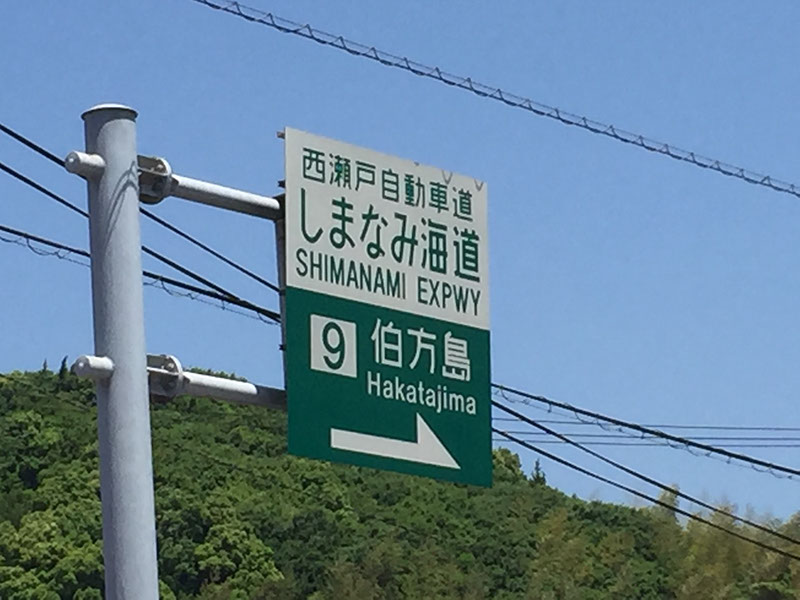 西瀬戸自動車道
しまなみ海道
SHIMANAMI EXPWY
9 伯方島
Hakatajima